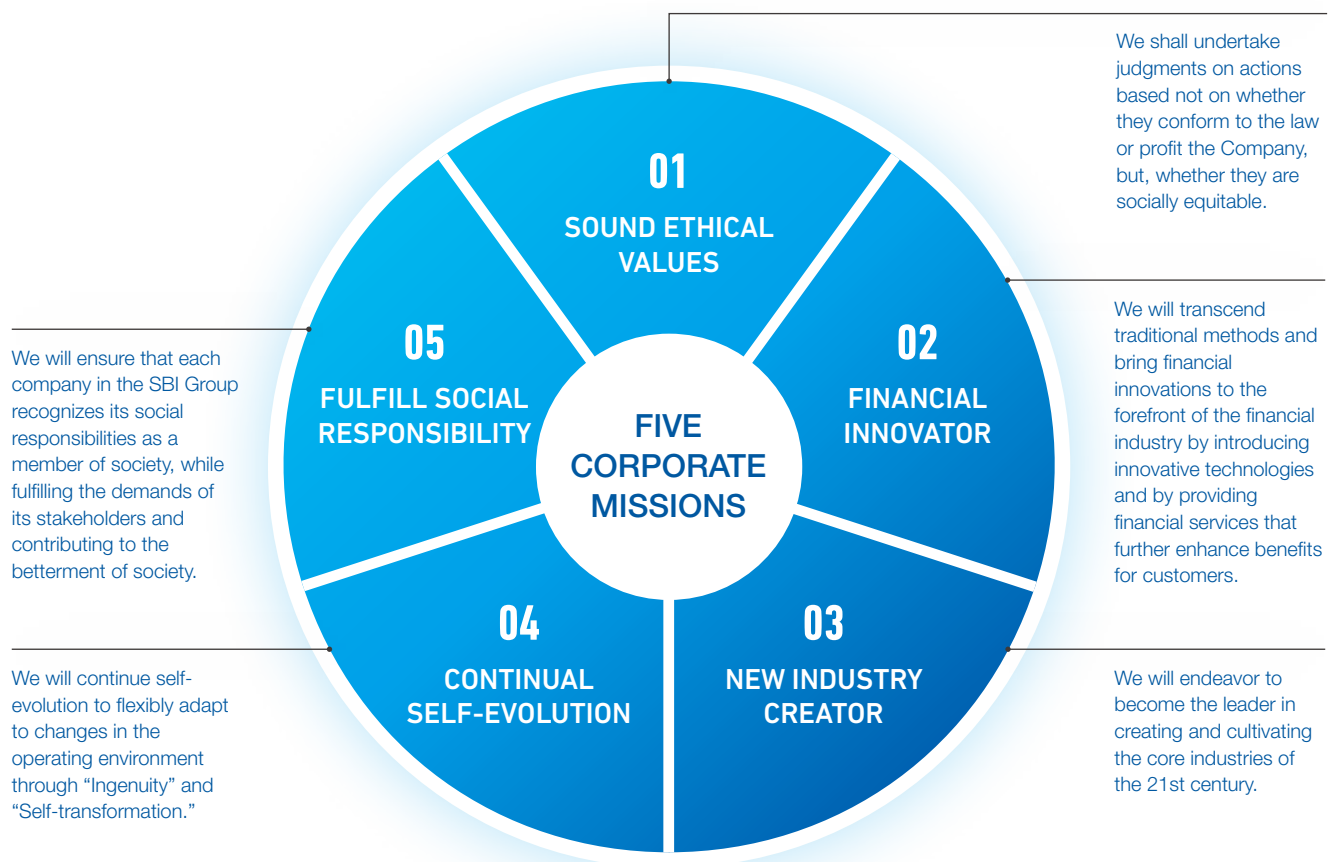 FIVE
CORPORATE
MISSIONS
01
SOUND ETHICAL
VALUES
We shall undertake
judgments on actions
based not on whether
they conform to the law
or profit the Company,
but, whether they are
socially equitable.
02
FINANCIAL
INNOVATOR
We will transcend
traditional methods and
bring financial
innovations to the
forefront of the financial
industry by introducing
innovative technologies
and by providing
financial services that
further enhance benefits
for customers.
03
NEW INDUSTRY
CREATOR
We will endeavor to
become the leader in
creating and cultivating
the core industries of
the 21st century.
04
CONTINUAL
SELF-EVOLUTION
We will continue self-
evolution to flexibly adapt
to changes in the
operating environment
through “Ingenuity” and
“Self-transformation.”
05
FULFILL SOCIAL
RESPONSIBILITY
We will ensure that each
company in the SBI Group
recognizes its social
responsibilities as a
member of society, while
fulfilling the demands of
its stakeholders and
contributing to the
betterment of society.